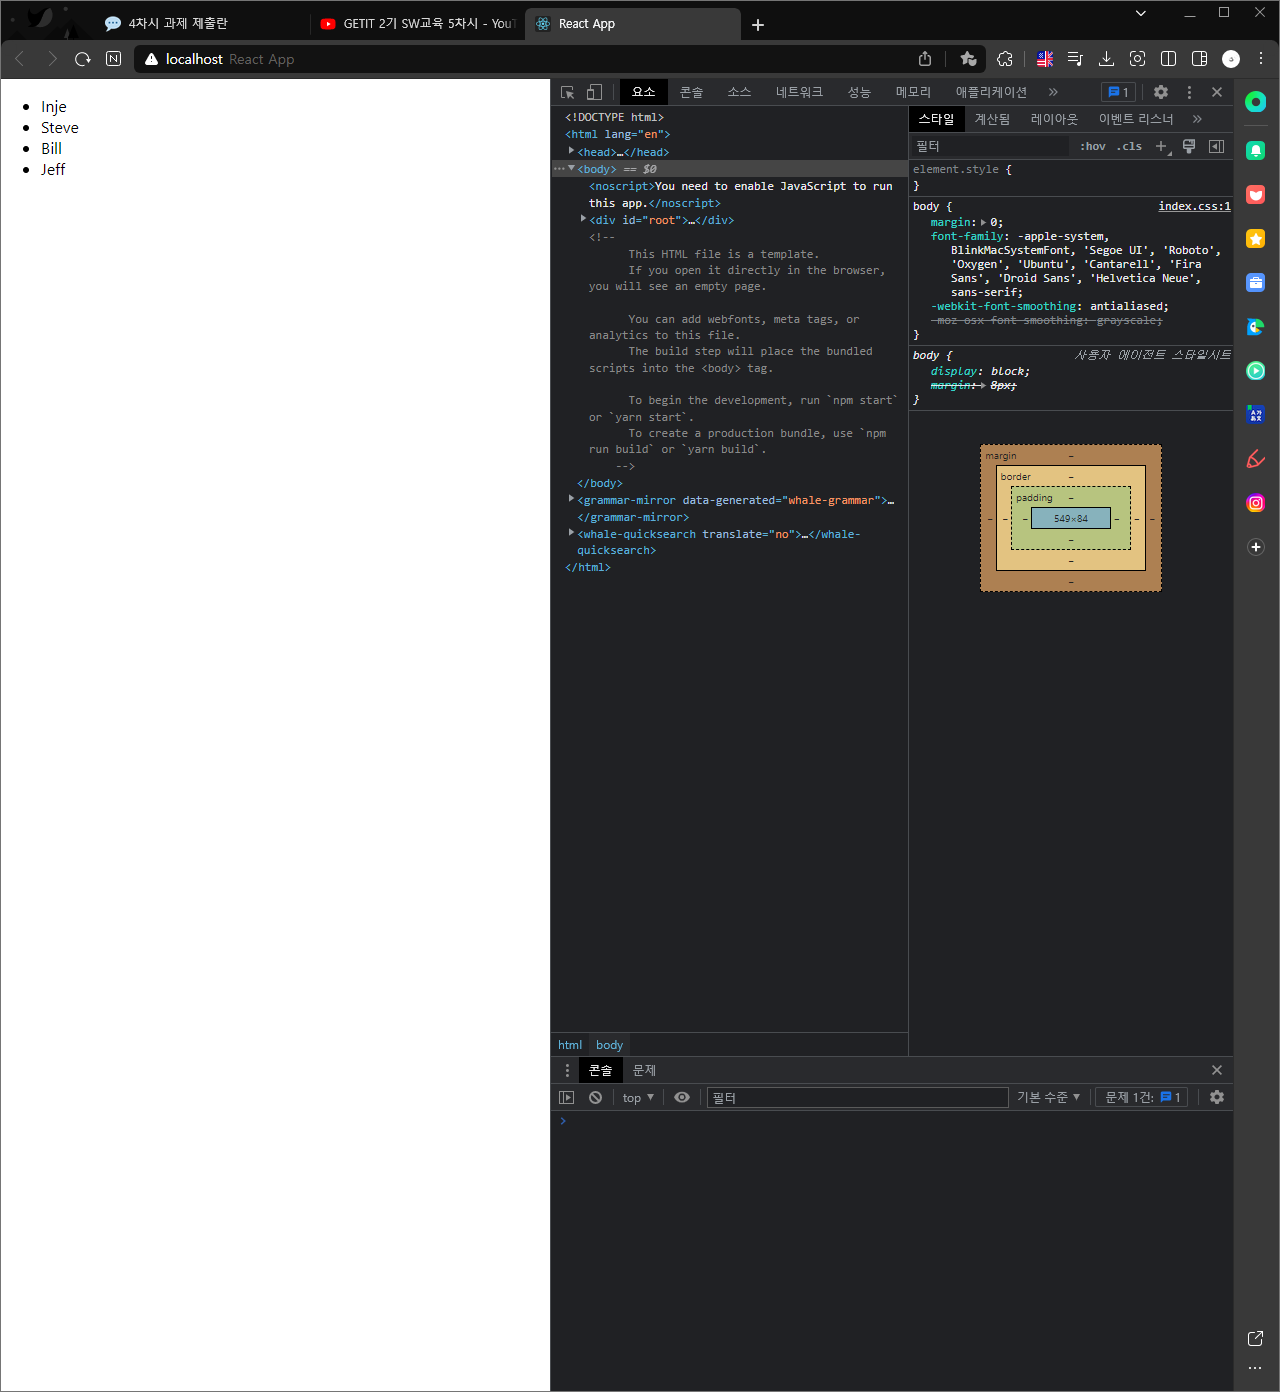 4차시 과제 제출란
GETIT 2기 SW교육 5차시 - You
React App
localhost React App
Inje
Steve
Bill
Jeff
요소 콘솔 소스 네트워크 성능 메모리 애플리케이션 » 1
<!DOCTYPE html>
<html lang="en">
<head>…</head>
<body> == $0
<noscript>You need to enable JavaScript to run
this app.</noscript>
<div id="root">…</div>
<!--
This HTML file is a template.
If you open it directly in the browser,
you will see an empty page.
You can add webfonts, meta tags, or
analytics to this file.
The build step will place the bundled
scripts into the <body> tag.
To begin the development, run `npm start`
or `yarn start`.
To create a production bundle, use `npm
run build` or `yarn build`.
-->
</body>
<grammar-mirror data-generated="whale-grammar">…
</grammar-mirror>
<whale-quicksearch translate="no">…</whale-
quicksearch>
</html>
html body
스타일 계산됨 레이아웃 이벤트 리스너 »
필터 :hov .cls +
element.style {
}
body { index.css:1
margin: 0;
font-family: -apple-system,
BlinkMacSystemFont, 'Segoe UI', 'Roboto',
'Oxygen', 'Ubuntu', 'Cantarell', 'Fira
Sans', 'Droid Sans', 'Helvetica Neue',
sans-serif;
-webkit-font-smoothing: antialiased;
-moz-osx-font-smoothing: grayscale;
}
body { 사용자 에이전트 스타일시트
display: block;
margin: 8px;
}
margin –
border –
padding –
– – – 549×84 – – –
–
–
–
콘솔 문제
top 필터 기본 수준 문제 1건: 1
>